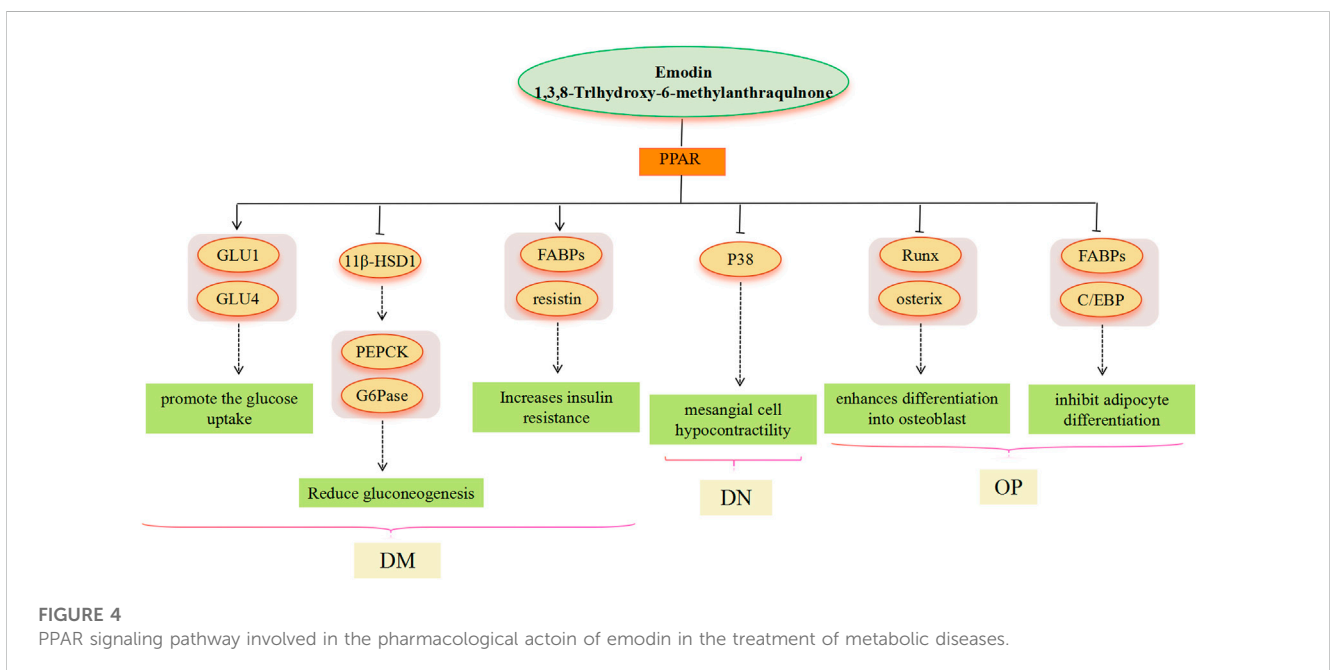 Emodin
1,3,8-Trlhydroxy-6-methylanthraqulnone
PPAR
GLU1
GLU4
promote the glucose
uptake
11β-HSD1
PEPCK
G6Pase
Reduce gluconeogenesis
FABPs
resistin
Increases insulin
resistance
DM
P38
mesangial cell
hypocontractility
DN
Runx
osterix
enhances differentiation
into osteoblast
FABPs
C/EBP
inhibit adipocyte
differentiation
OP
FIGURE 4
PPAR signaling pathway involved in the pharmacological actoin of emodin in the treatment of metabolic diseases.